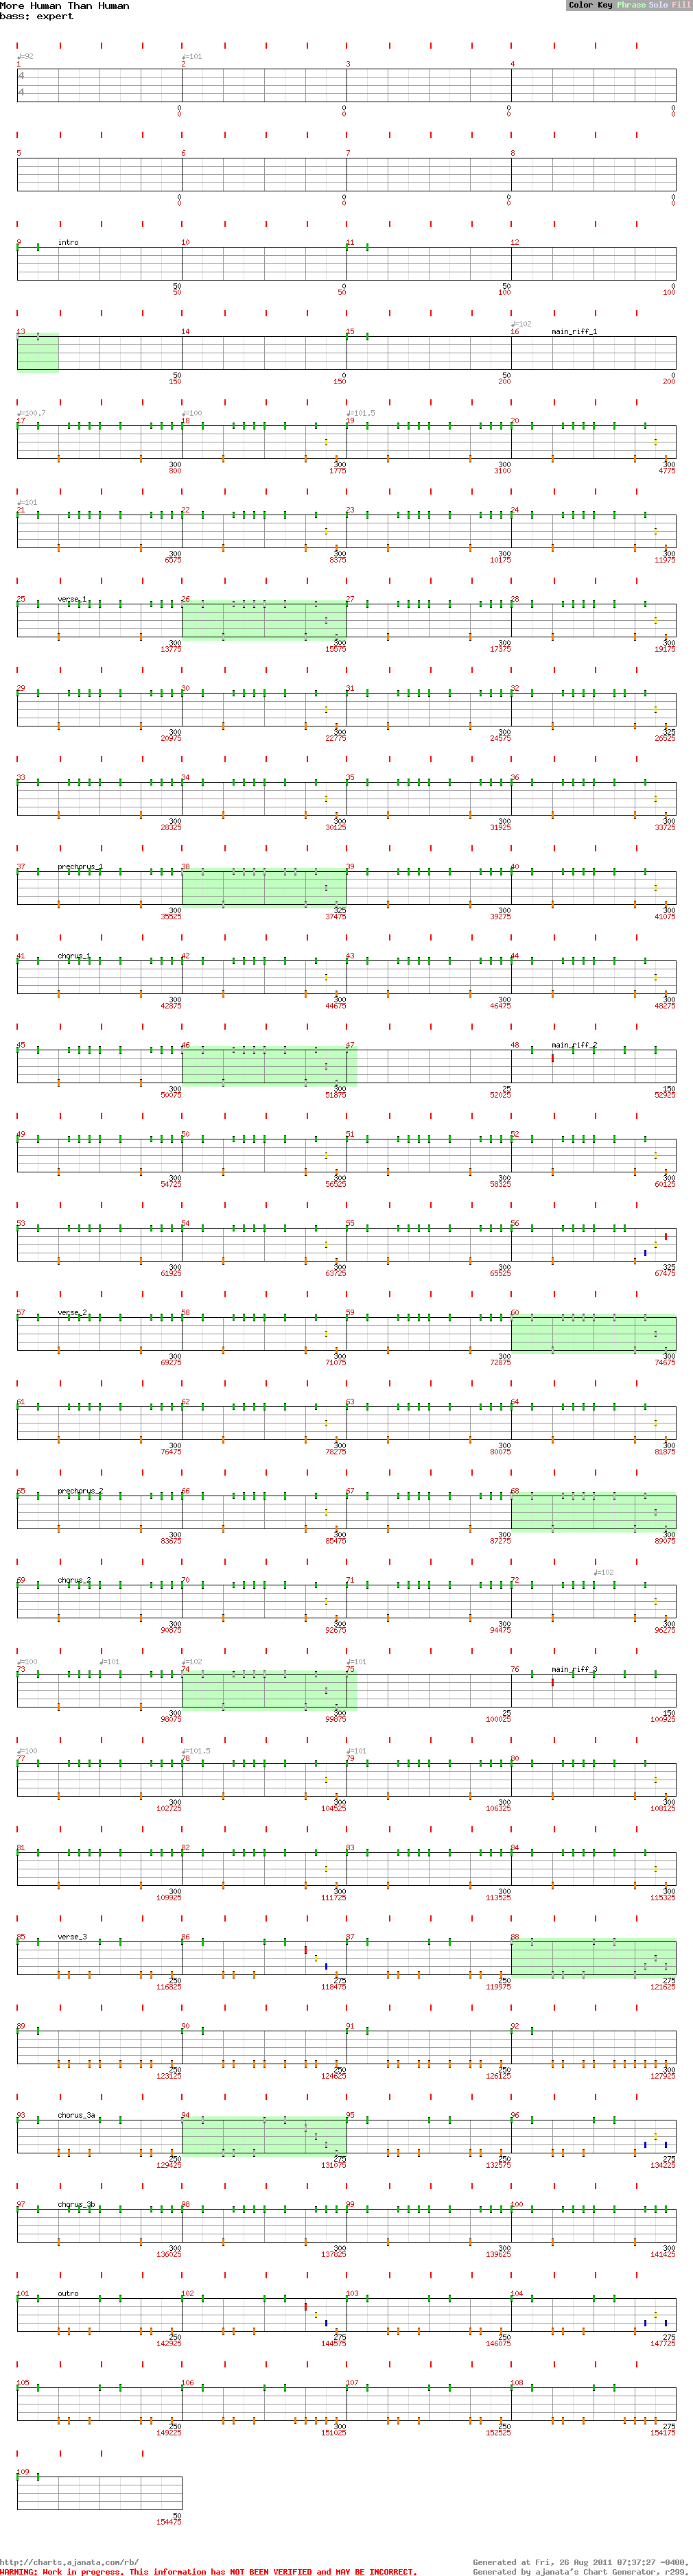 More Human Than Human
bass: expert
Color Key Phrase Solo Fill
♩=92 ♩=101
1 2 3 4
4
4
0 0 0 0
0 0 0 0
5 6 7 8
0 0 0 0
0 0 0 0
9 intro 10 11 12
50 0 50 0
50 50 100 100
♩=102
13 14 15 16 main_riff_1
50 0 50 0
150 150 200 200
♩=100.7 ♩=100 ♩=101.5
17 18 19 20
300 300 300 300
800 1775 3100 4775
♩=101
21 22 23 24
300 300 300 300
6575 8375 10175 11975
25 verse_1 26 27 28
300 300 300 300
13775 15575 17375 19175
29 30 31 32
300 300 300 325
20975 22775 24575 26525
33 34 35 36
300 300 300 300
28325 30125 31925 33725
37 prechorus_1 38 39 40
300 325 300 300
35525 37475 39275 41075
41 chorus_1 42 43 44
300 300 300 300
42875 44675 46475 48275
45 46 47 48 main_riff_2
300 300 25 150
50075 51875 52025 52925
49 50 51 52
300 300 300 300
54725 56525 58325 60125
53 54 55 56
300 300 300 325
61925 63725 65525 67475
57 verse_2 58 59 60
300 300 300 300
69275 71075 72875 74675
61 62 63 64
300 300 300 300
76475 78275 80075 81875
65 prechorus_2 66 67 68
300 300 300 300
83675 85475 87275 89075
♩=102
69 chorus_2 70 71 72
300 300 300 300
90875 92675 94475 96275
♩=100 ♩=101 ♩=102 ♩=101
73 74 75 76 main_riff_3
300 300 25 150
98075 99875 100025 100925
♩=100 ♩=101.5 ♩=101
77 78 79 80
300 300 300 300
102725 104525 106325 108125
81 82 83 84
300 300 300 300
109925 111725 113525 115325
85 verse_3 86 87 88
250 275 250 275
116825 118475 119975 121625
89 90 91 92
250 250 250 300
123125 124625 126125 127925
93 chorus_3a 94 95 96
250 275 250 275
129425 131075 132575 134225
97 chorus_3b 98 99 100
300 300 300 300
136025 137825 139625 141425
101 outro 102 103 104
250 275 250 275
142925 144575 146075 147725
105 106 107 108
250 300 250 275
149225 151025 152525 154175
109
50
154475
http://charts.ajanata.com/rb/ Generated at Fri, 26 Aug 2011 07:37:27 -0400.
WARNING: Work in progress. This information has NOT BEEN VERIFIED and MAY BE INCORRECT. Generated by ajanata's Chart Generator, r299.